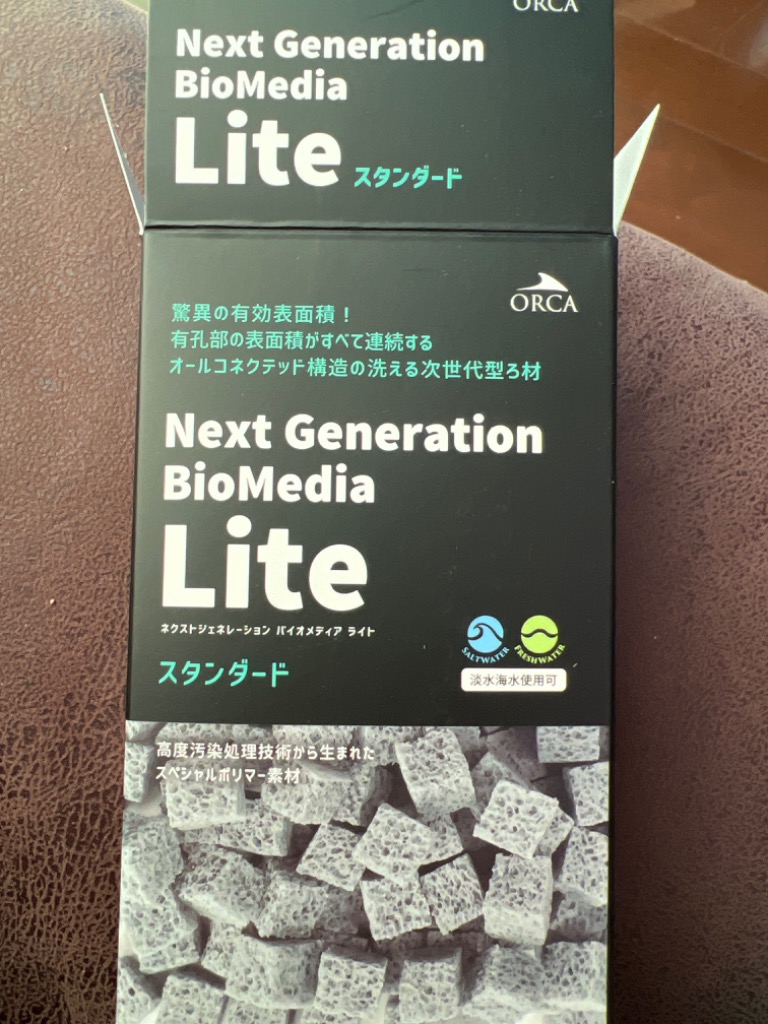 ORCA
Next Generation
BioMedia
Lite スタンダード
ORCA
驚異の有効表面積！
有孔部の表面積がすべて連続する
オールコネクテッド構造の洗える次世代型ろ材
Next Generation
BioMedia
Lite
ネクストジェネレーション バイオメディア ライト
スタンダード
SALTWATER FRESHWATER
淡水海水使用可
高度汚染処理技術から生まれた
スペシャルポリマー素材